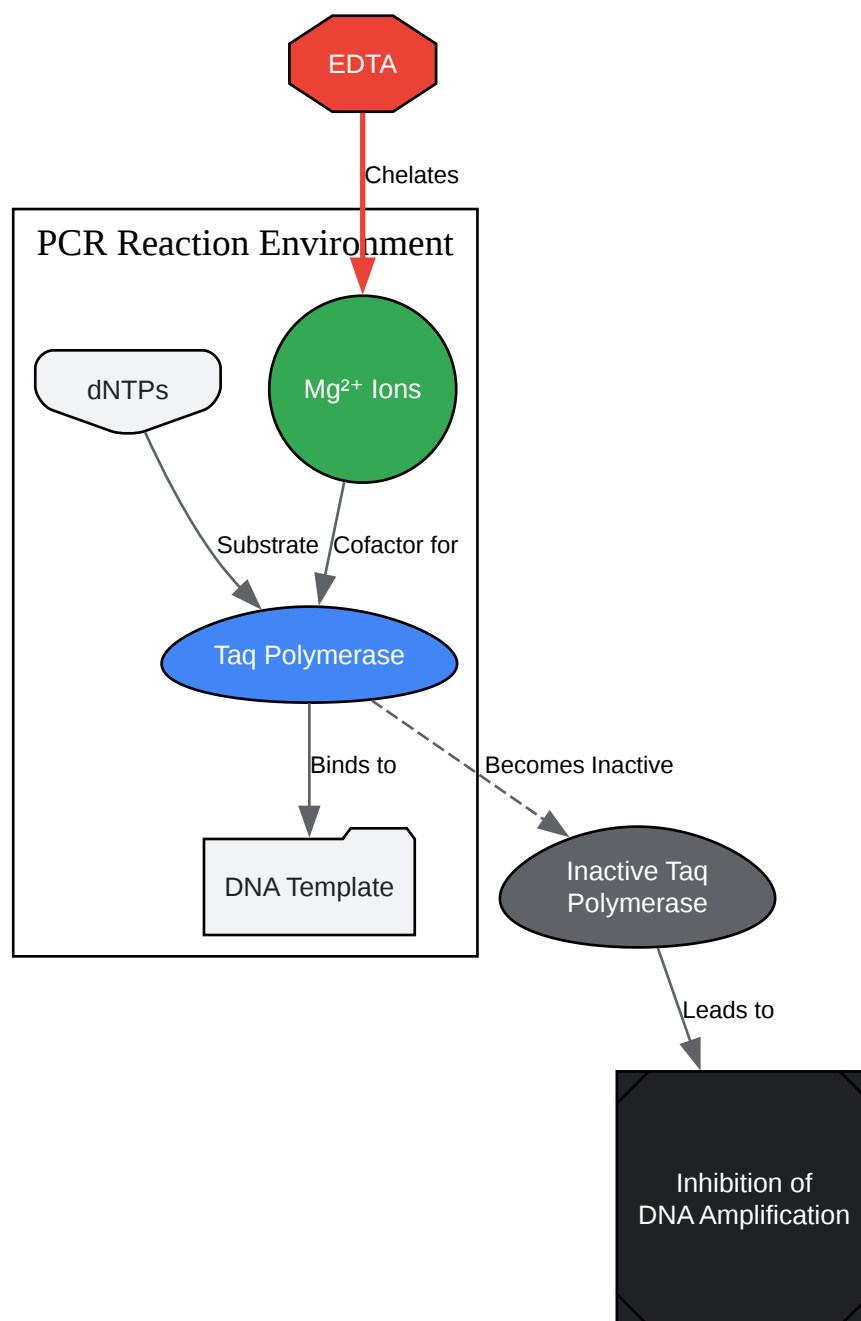 EDTA
Chelates
PCR Reaction Environment
dNTPs
Mg²⁺ Ions
Substrate
Cofactor for
Taq Polymerase
Binds to
Becomes Inactive
DNA Template
Inactive Taq
Polymerase
Leads to
Inhibition of
DNA Amplification